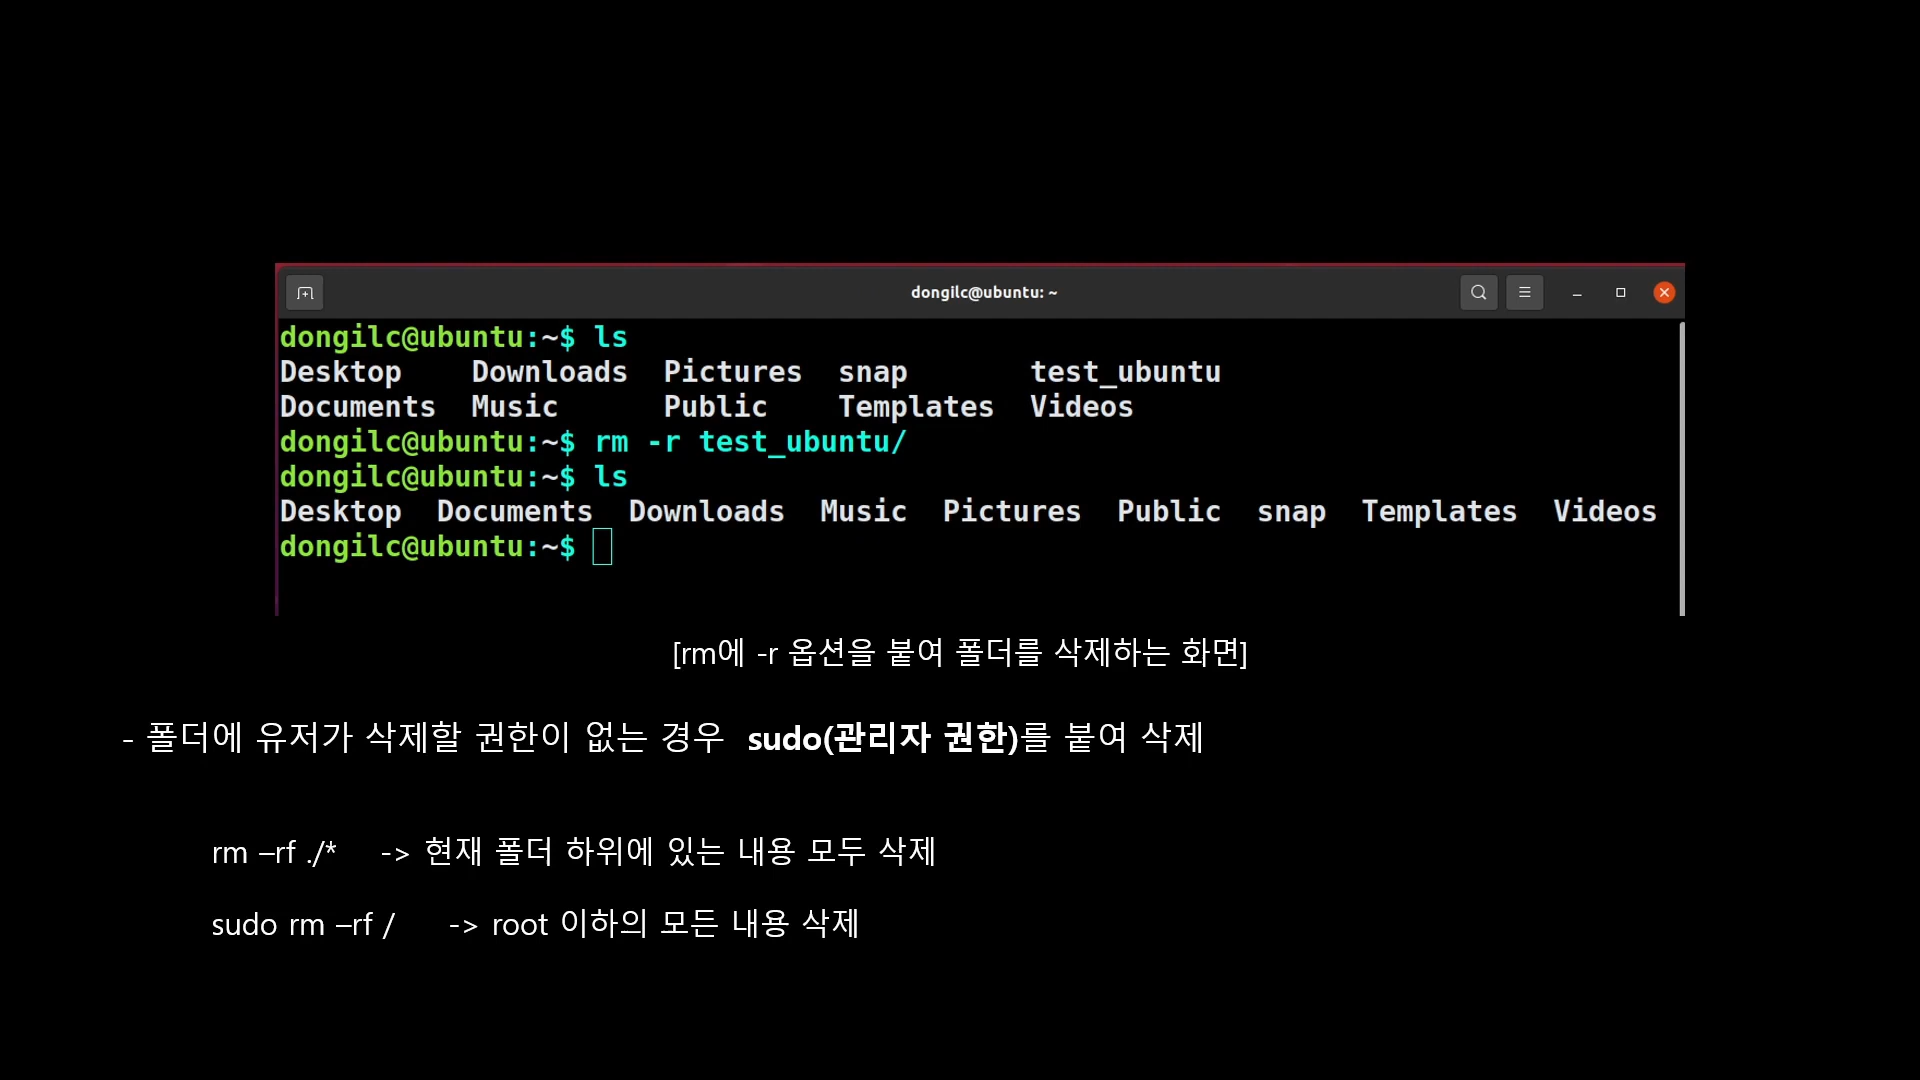 dongilc@ubuntu: ~
dongilc@ubuntu:~$ ls
Desktop    Downloads  Pictures  snap       test_ubuntu
Documents  Music      Public    Templates  Videos
dongilc@ubuntu:~$ rm -r test_ubuntu/
dongilc@ubuntu:~$ ls
Desktop  Documents  Downloads  Music  Pictures  Public  snap  Templates  Videos
dongilc@ubuntu:~$
[rm에 -r 옵션을 붙여 폴더를 삭제하는 화면]
- 폴더에 유저가 삭제할 권한이 없는 경우 sudo(관리자 권한)를 붙여 삭제
rm –rf ./* -> 현재 폴더 하위에 있는 내용 모두 삭제
sudo rm –rf / -> root 이하의 모든 내용 삭제